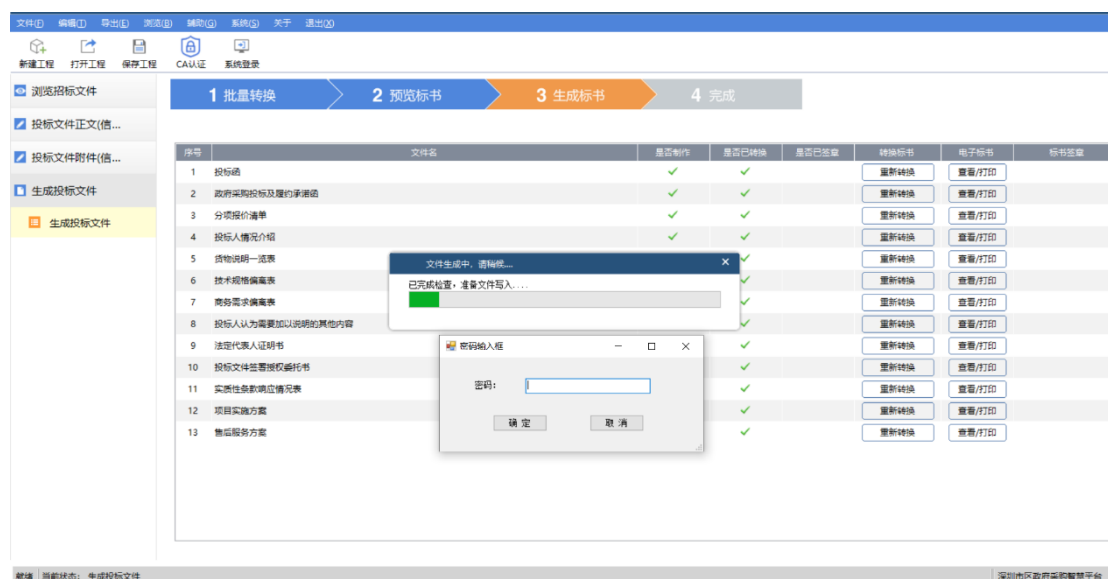 文件(F) 编辑(I) 导出(E) 浏览(B) 辅助(G) 系统(S) 关于 退出(X)
新建工程 打开工程 保存工程 CA认证 系统登录
浏览招标文件
投标文件正文(信...
投标文件附件(信...
生成投标文件
生成投标文件
1 批量转换 2 预览标书 3 生成标书 4 完成
序号 文件名 是否制作 是否已转换 是否已签章 转换标书 电子标书 标书签章
1 投标函 重新转换 查看/打印
2 政府采购投标及履约承诺函 重新转换 查看/打印
3 分项报价清单 重新转换 查看/打印
4 投标人情况介绍 重新转换 查看/打印
5 货物说明一览表 重新转换 查看/打印
6 技术规格偏离表 重新转换 查看/打印
7 商务需求偏离表 重新转换 查看/打印
8 投标人认为需要加以说明的其他内容 重新转换 查看/打印
9 法定代表人证明书 重新转换 查看/打印
10 投标文件签署授权委托书 重新转换 查看/打印
11 实质性条款响应情况表 重新转换 查看/打印
12 项目实施方案 重新转换 查看/打印
13 售后服务方案 重新转换 查看/打印
文件生成中，请稍候....
已完成检查，准备文件写入....
密码输入框
密码：
确 定 取 消
就绪 当前状态： 生成投标文件 深圳市区政府采购智慧平台